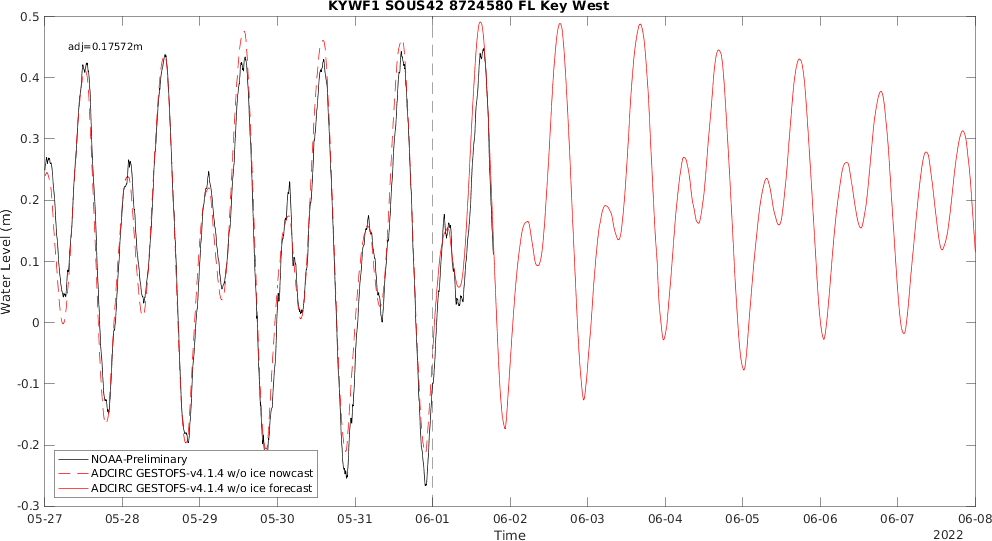 KYWF1 SOUS42 8724580 FL Key West
adj=0.17572m
0.5
0.4
0.3
0.2
0.1
0
-0.1
-0.2
-0.3
Water Level (m)
NOAA-Preliminary
ADCIRC GESTOFS-v4.1.4 w/o ice nowcast
ADCIRC GESTOFS-v4.1.4 w/o ice forecast
05-27 05-28 05-29 05-30 05-31 06-01 06-02 06-03 06-04 06-05 06-06 06-07 06-08
Time
2022